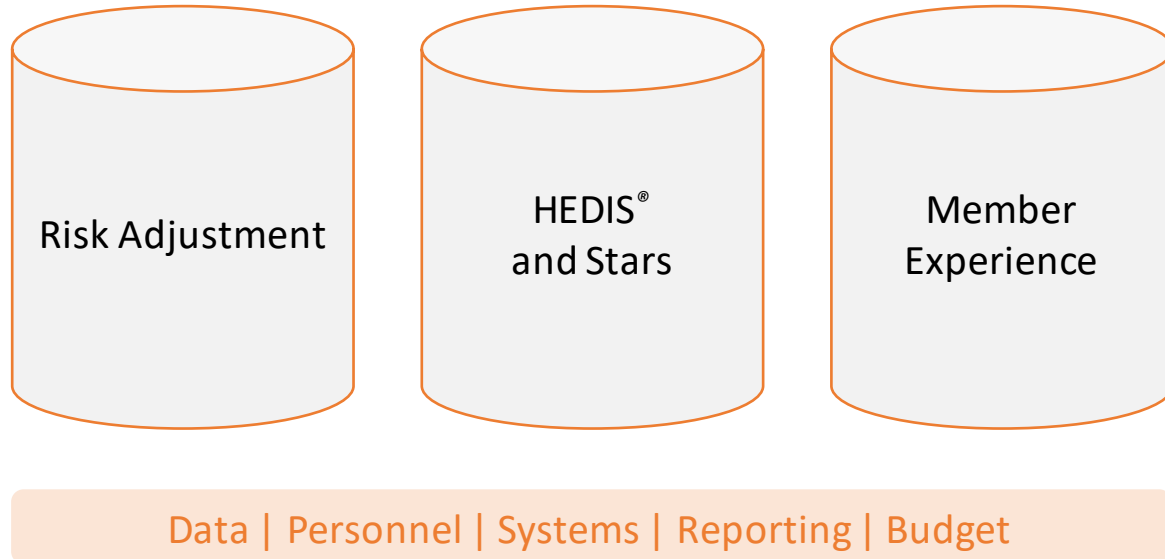 Risk Adjustment
HEDIS®
and Stars
Member
Experience
Data | Personnel | Systems | Reporting | Budget